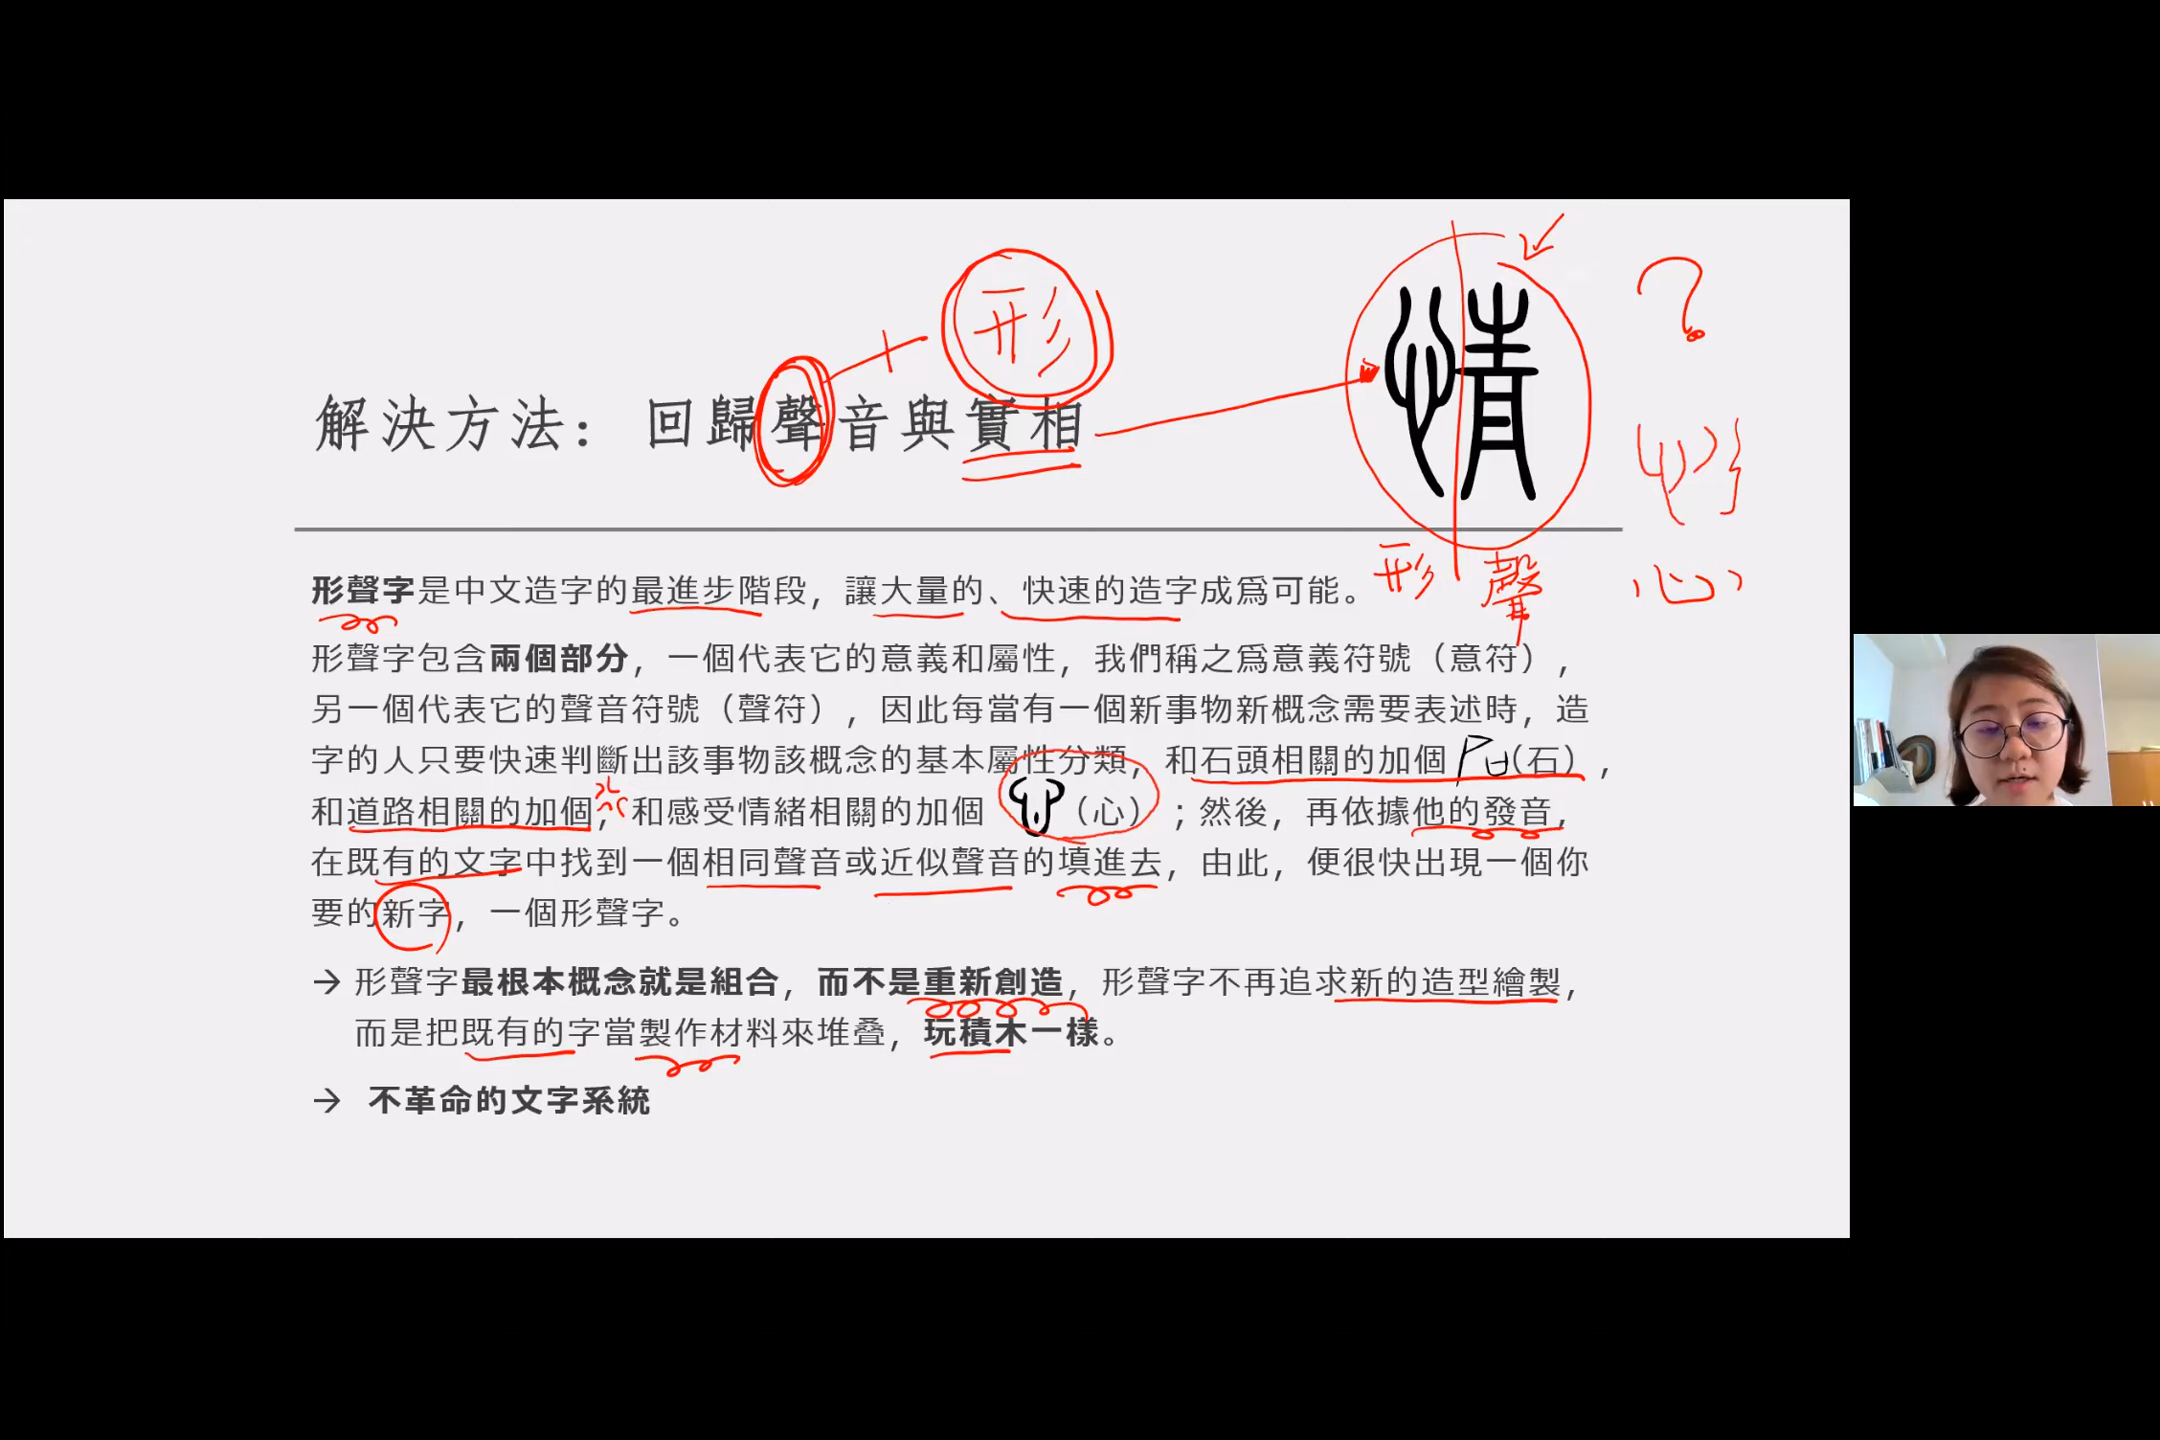 形
情
?
解決方法：回歸聲音與實相
心
形 聲
形聲字是中文造字的最進步階段，讓大量的、快速的造字成爲可能。
形聲字包含兩個部分，一個代表它的意義和屬性，我們稱之爲意義符號（意符），
另一個代表它的聲音符號（聲符），因此每當有一個新事物新概念需要表述時，造
字的人只要快速判斷出該事物該概念的基本屬性分類，和石頭相關的加個石（石），
和道路相關的加個，和感受情緒相關的加個心（心）；然後，再依據他的發音，
在既有的文字中找到一個相同聲音或近似聲音的填進去，由此，便很快出現一個你
要的新字，一個形聲字。
→ 形聲字最根本概念就是組合，而不是重新創造，形聲字不再追求新的造型繪製，
而是把既有的字當製作材料來堆叠，玩積木一樣。
→ 不革命的文字系統